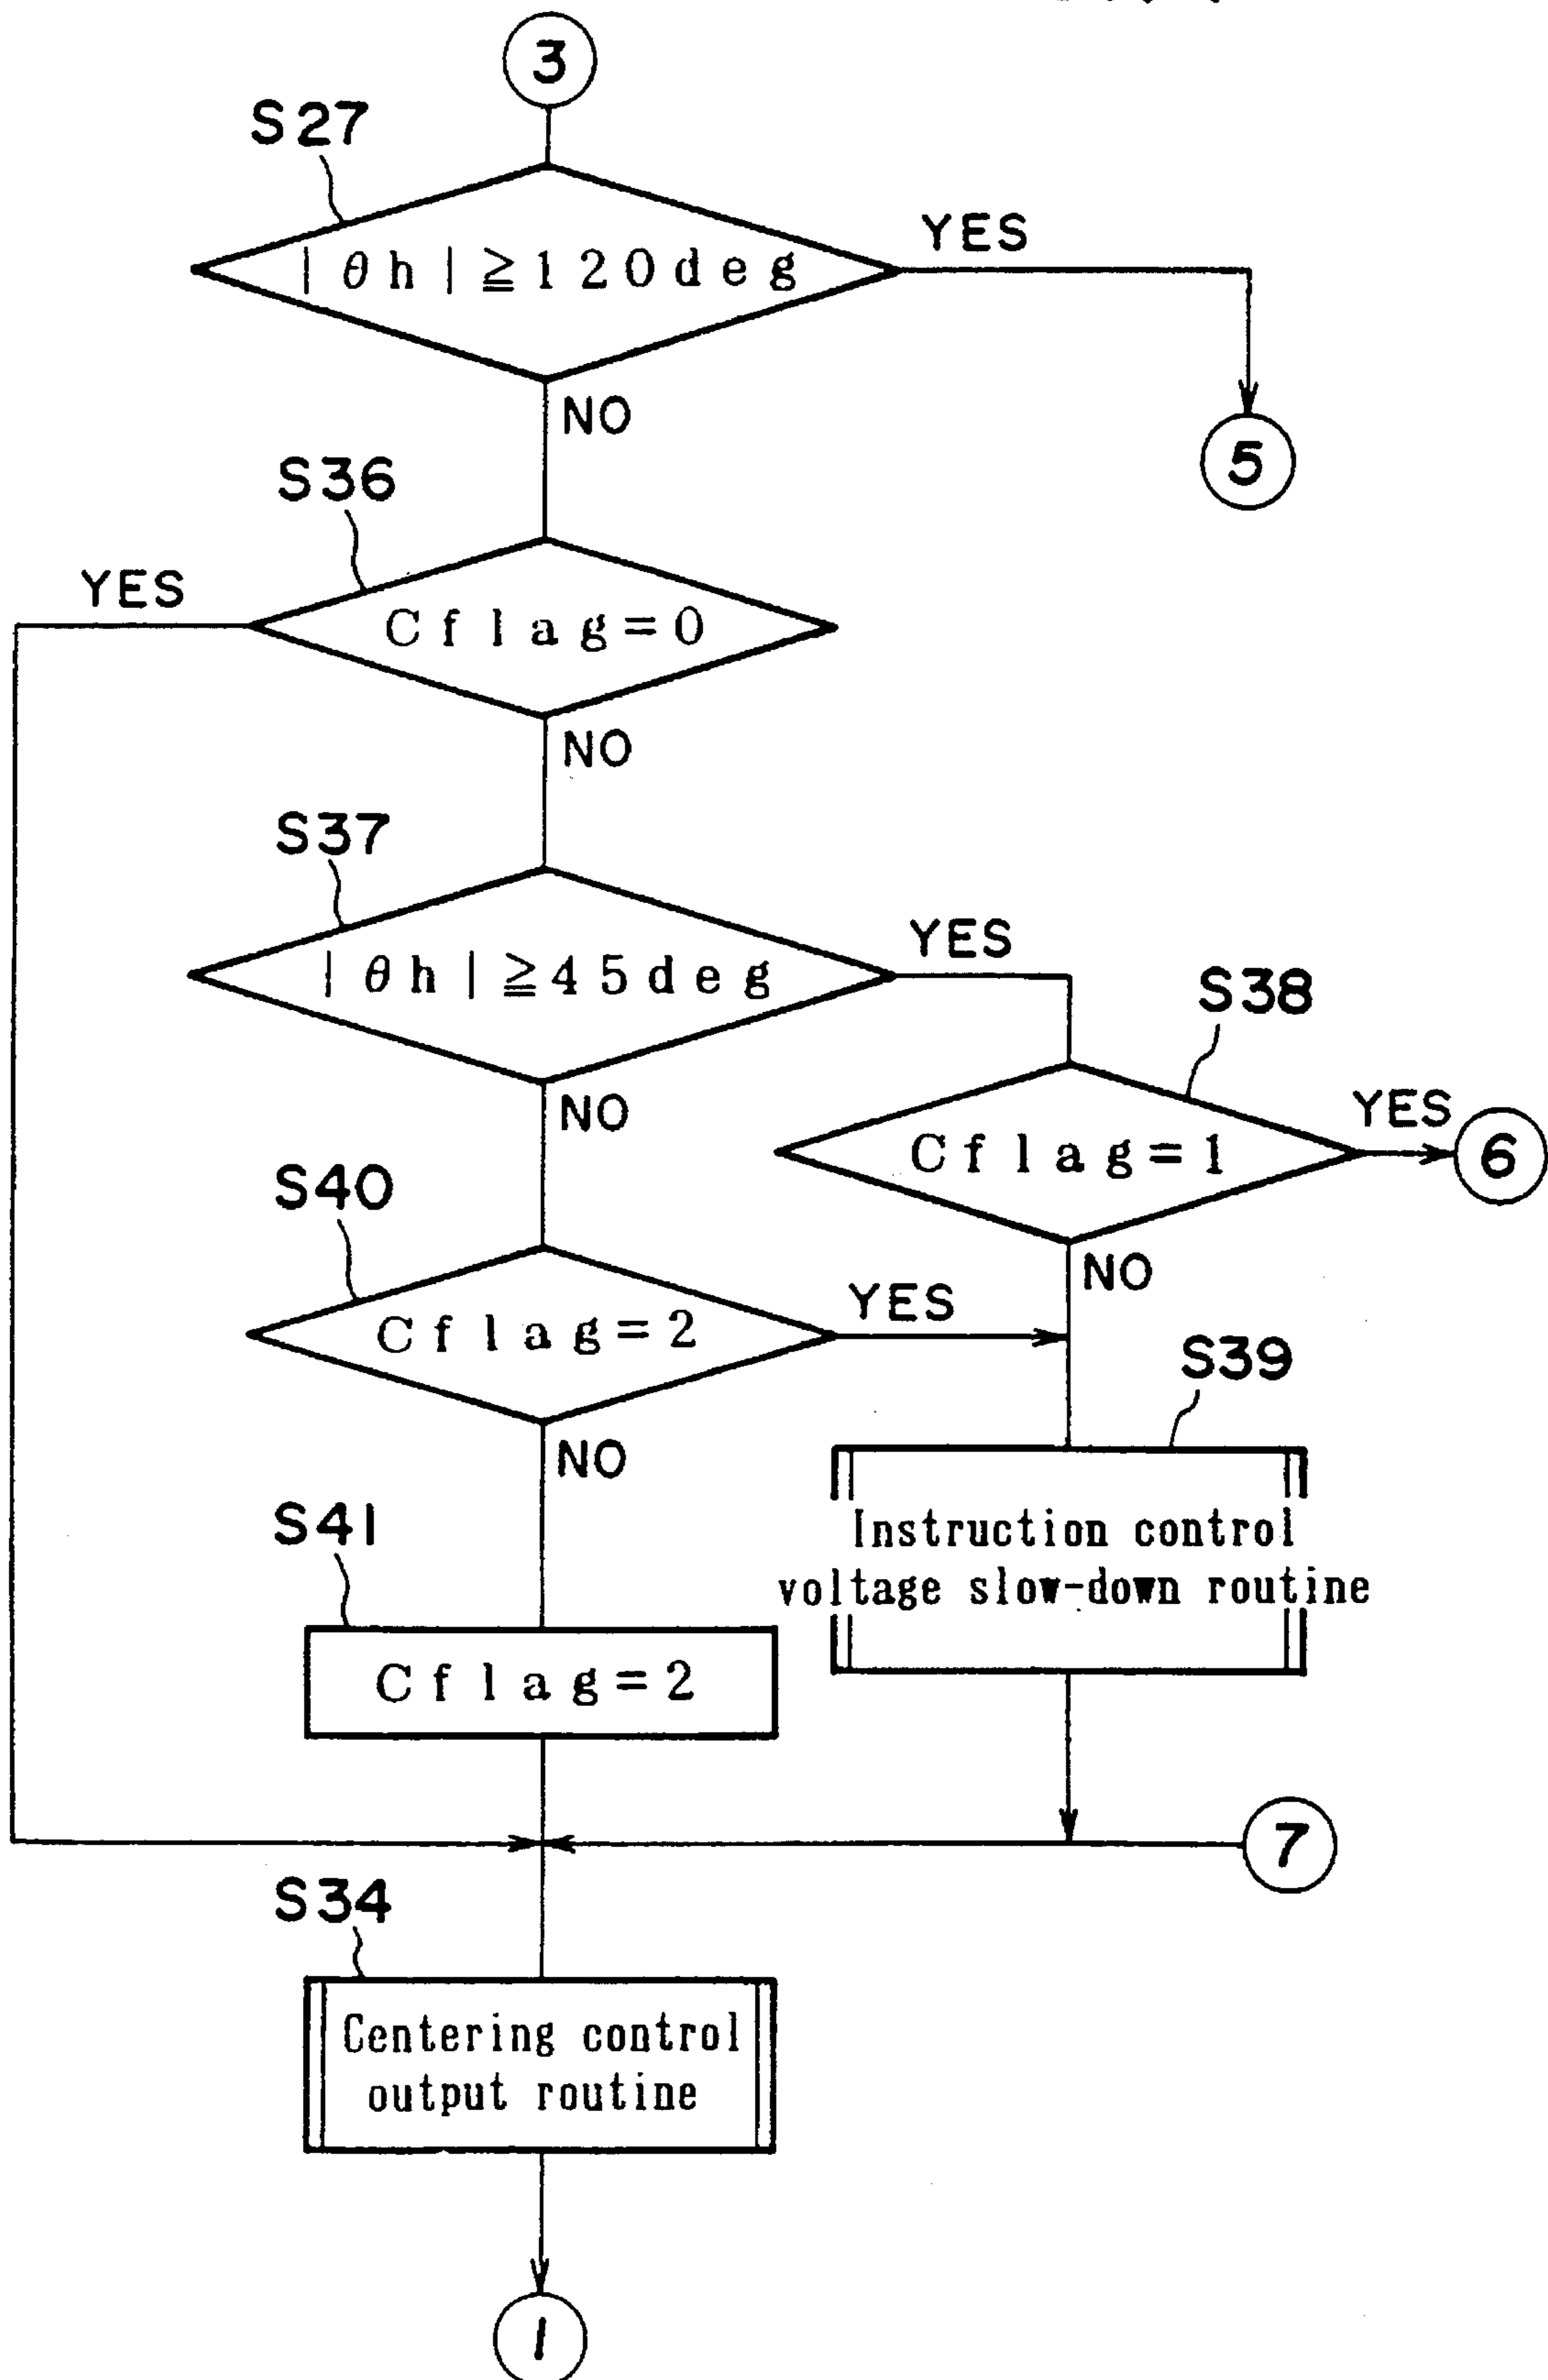 3
S27
|θh|≧120deg
YES
NO
5
S36
YES
Cflag=0
NO
S37
|θh|≧45deg
YES
NO
S38
Cflag=1
YES
6
NO
S40
Cflag=2
YES
NO
S39
Instruction control
voltage slow-down routine
S41
Cflag=2
7
S34
Centering control
output routine
1